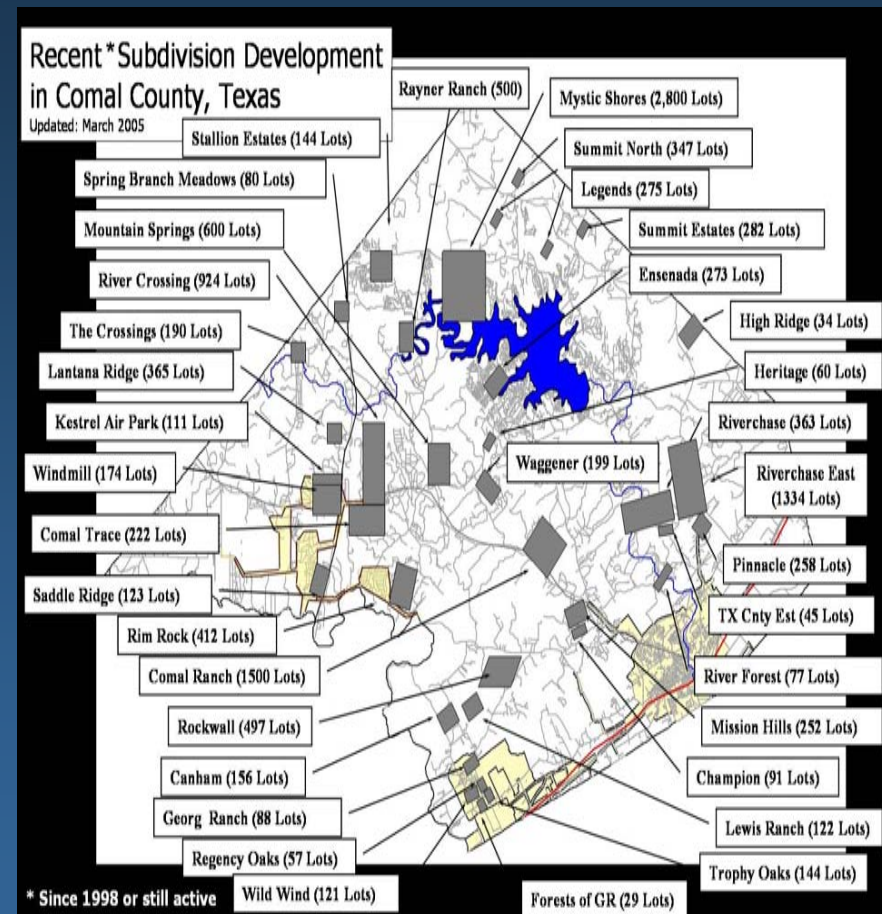 Recent *Subdivision Development
in Comal County, Texas
Updated: March 2005
Rayner Ranch (500)
Mystic Shores (2,800 Lots)
Stallion Estates (144 Lots)
Summit North (347 Lots)
Spring Branch Meadows (80 Lots)
Legends (275 Lots)
Mountain Springs (600 Lots)
Summit Estates (282 Lots)
River Crossing (924 Lots)
Ensenada (273 Lots)
The Crossings (190 Lots)
High Ridge (34 Lots)
Lantana Ridge (365 Lots)
Heritage (60 Lots)
Kestrel Air Park (111 Lots)
Riverchase (363 Lots)
Windmill (174 Lots)
Waggener (199 Lots)
Riverchase East
(1334 Lots)
Comal Trace (222 Lots)
Pinnacle (258 Lots)
Saddle Ridge (123 Lots)
TX Cnty Est (45 Lots)
Rim Rock (412 Lots)
Comal Ranch (1500 Lots)
River Forest (77 Lots)
Rockwall (497 Lots)
Mission Hills (252 Lots)
Canham (156 Lots)
Champion (91 Lots)
Georg Ranch (88 Lots)
Lewis Ranch (122 Lots)
Regency Oaks (57 Lots)
Trophy Oaks (144 Lots)
* Since 1998 or still active
Wild Wind (121 Lots)
Forests of GR (29 Lots)